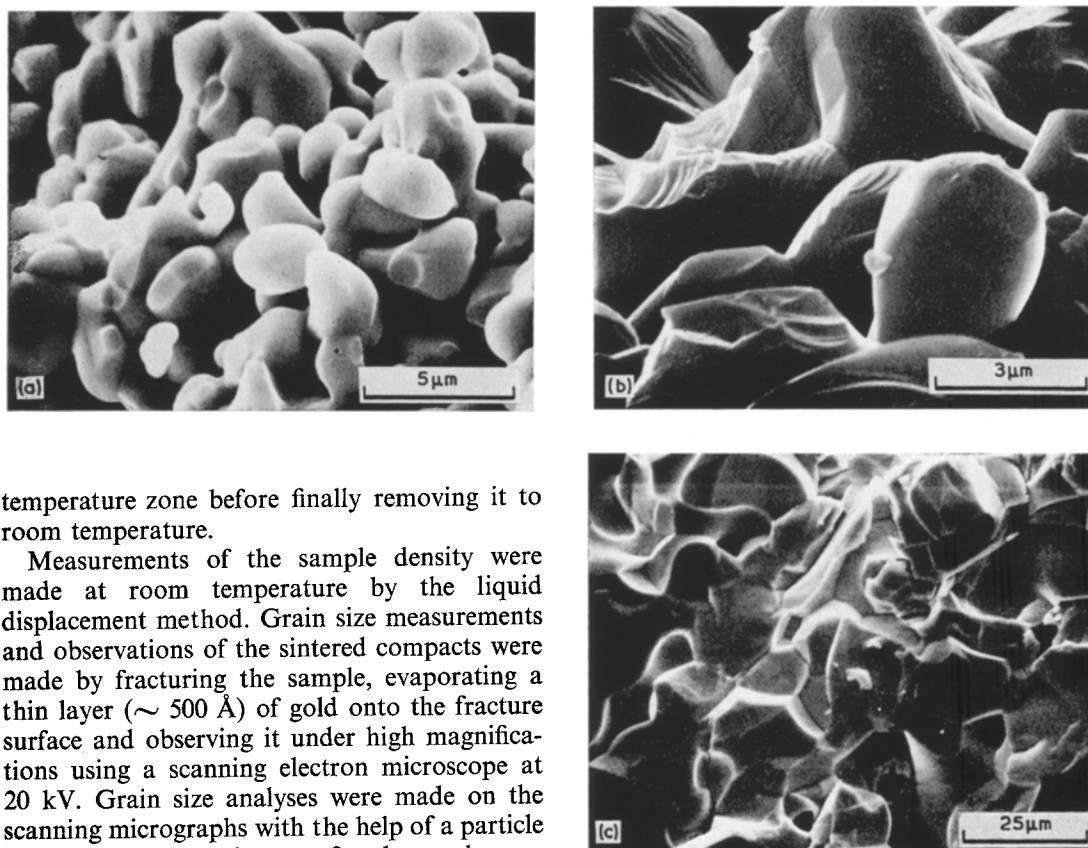 (a)
5μm
(b)
3μm
temperature zone before finally removing it to
room temperature.
Measurements of the sample density were
made at room temperature by the liquid
displacement method. Grain size measurements
and observations of the sintered compacts were
made by fracturing the sample, evaporating a
thin layer (~ 500 Å) of gold onto the fracture
surface and observing it under high magnifica-
tions using a scanning electron microscope at
20 kV. Grain size analyses were made on the
scanning micrographs with the help of a particle
(c)
25μm